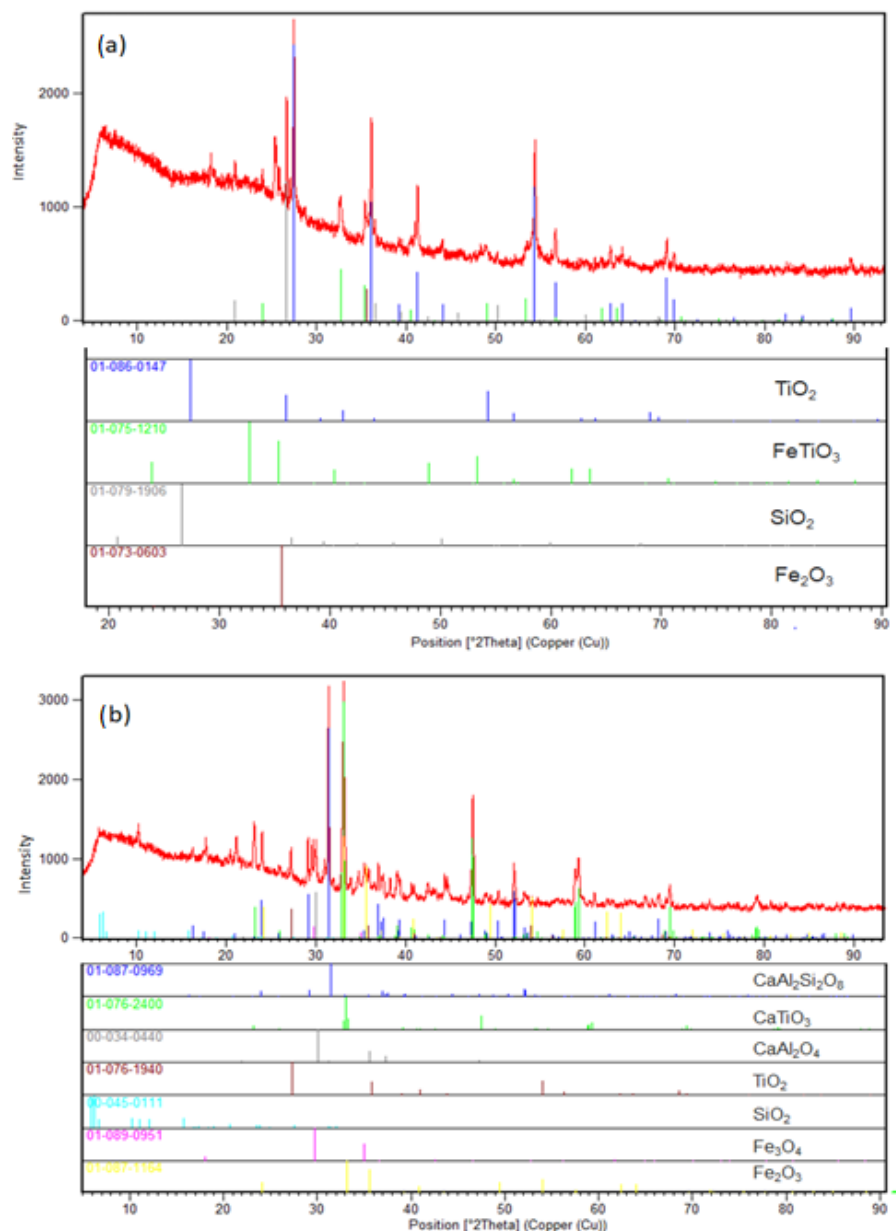 (a)
Intensity
2000
1000
0
10 20 30 40 50 60 70 80 90
01-086-0147 TiO₂
01-075-1210 FeTiO₃
01-079-1906 SiO₂
01-073-0603 Fe₂O₃
20 30 40 50 60 70 80 90
Position [°2Theta] (Copper (Cu))
(b)
Intensity
3000
2000
1000
0
10 20 30 40 50 60 70 80 90
01-087-0969 CaAl₂Si₂O₈
01-076-2400 CaTiO₃
00-034-0440 CaAl₂O₄
01-076-1940 TiO₂
00-045-0111 SiO₂
01-089-0951 Fe₃O₄
01-087-1164 Fe₂O₃
10 20 30 40 50 60 70 80 90
Position [°2Theta] (Copper (Cu))